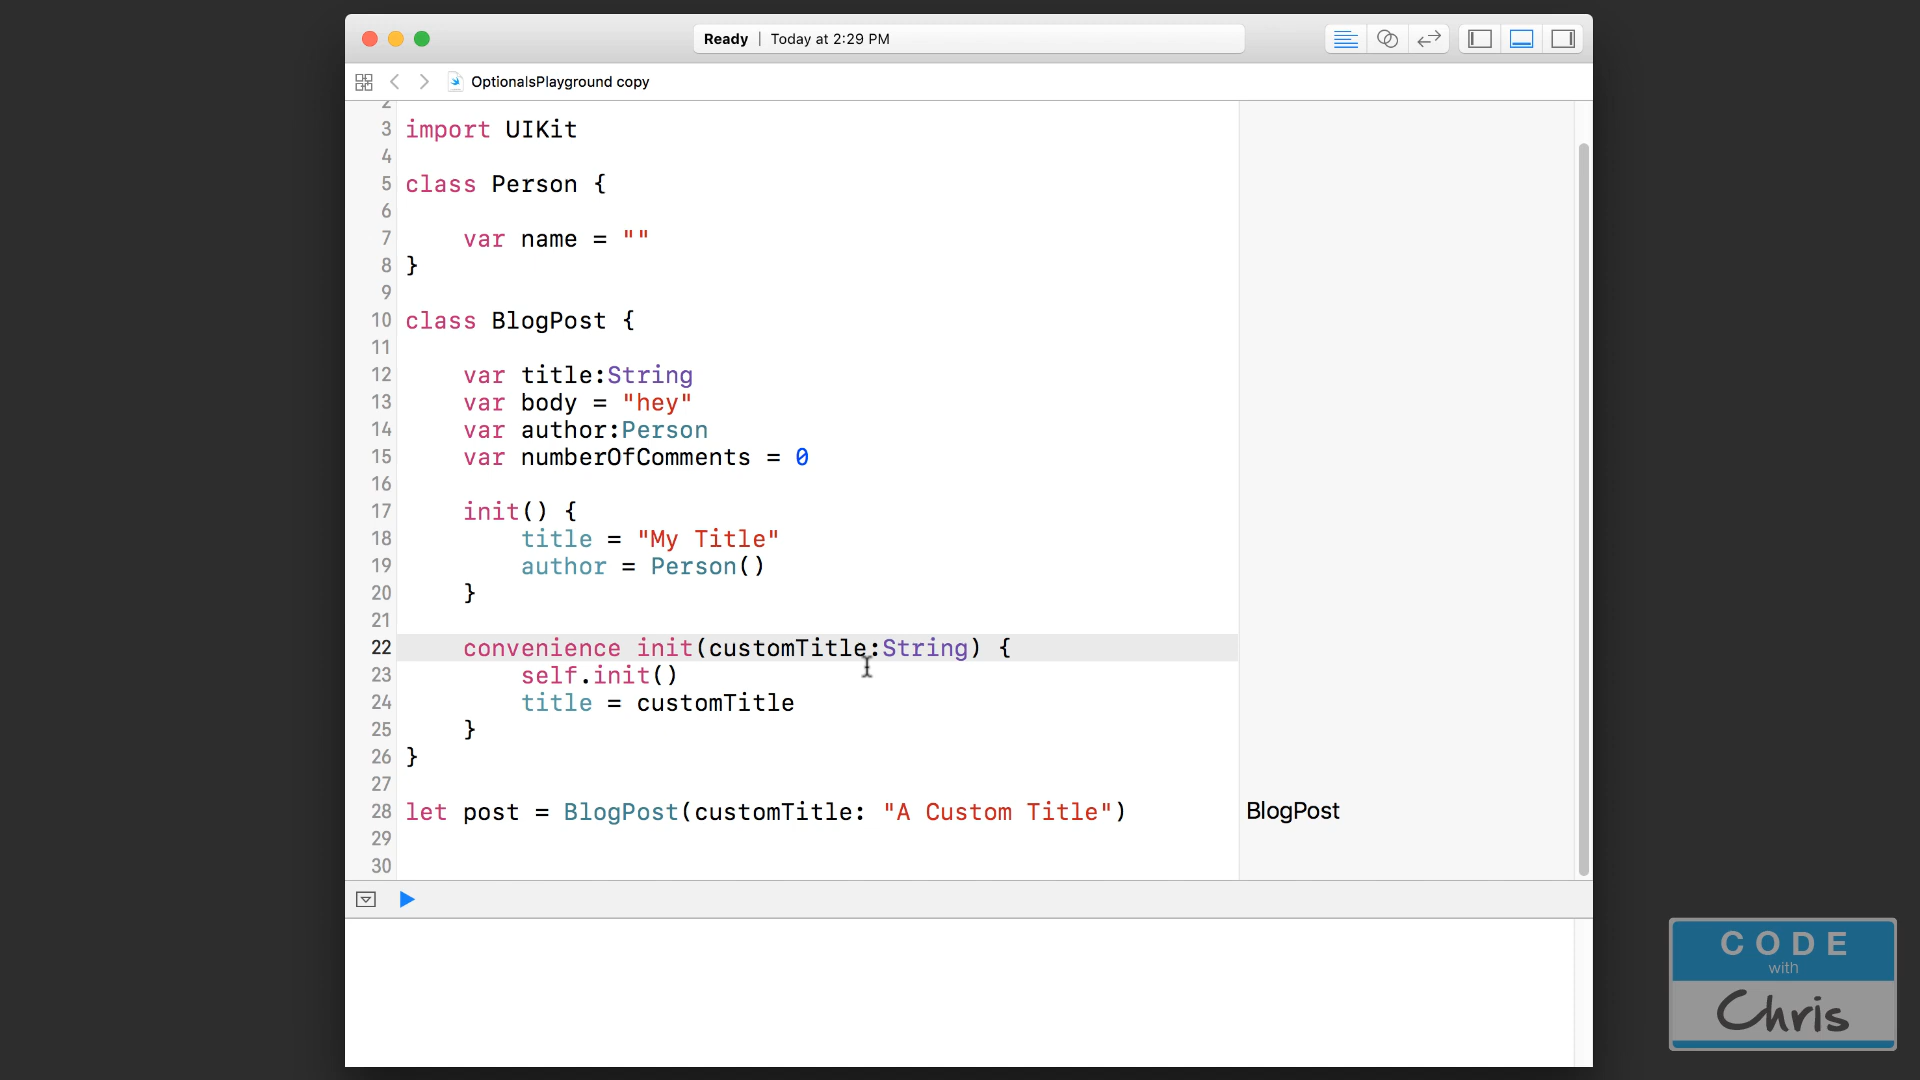 Ready | Today at 2:29 PM
OptionalsPlayground copy
2
3 import UIKit
4
5 class Person {
6
7 var name = ""
8 }
9
10 class BlogPost {
11
12 var title:String
13 var body = "hey"
14 var author:Person
15 var numberOfComments = 0
16
17 init() {
18 title = "My Title"
19 author = Person()
20 }
21
22 convenience init(customTitle:String) {
23 self.init()
24 title = customTitle
25 }
26 }
27
28 let post = BlogPost(customTitle: "A Custom Title") BlogPost
29
30
CODE
with
Chris